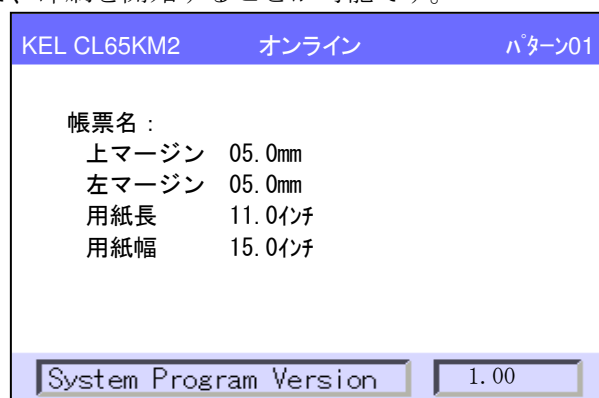 、印刷を開始することが可能です。
KEL CL65KM2 オンライン ﾊﾟﾀｰﾝ01
帳票名：
上マージン 05.0mm
左マージン 05.0mm
用紙長 11.0ｲﾝﾁ
用紙幅 15.0ｲﾝﾁ
System Program Version 1.00